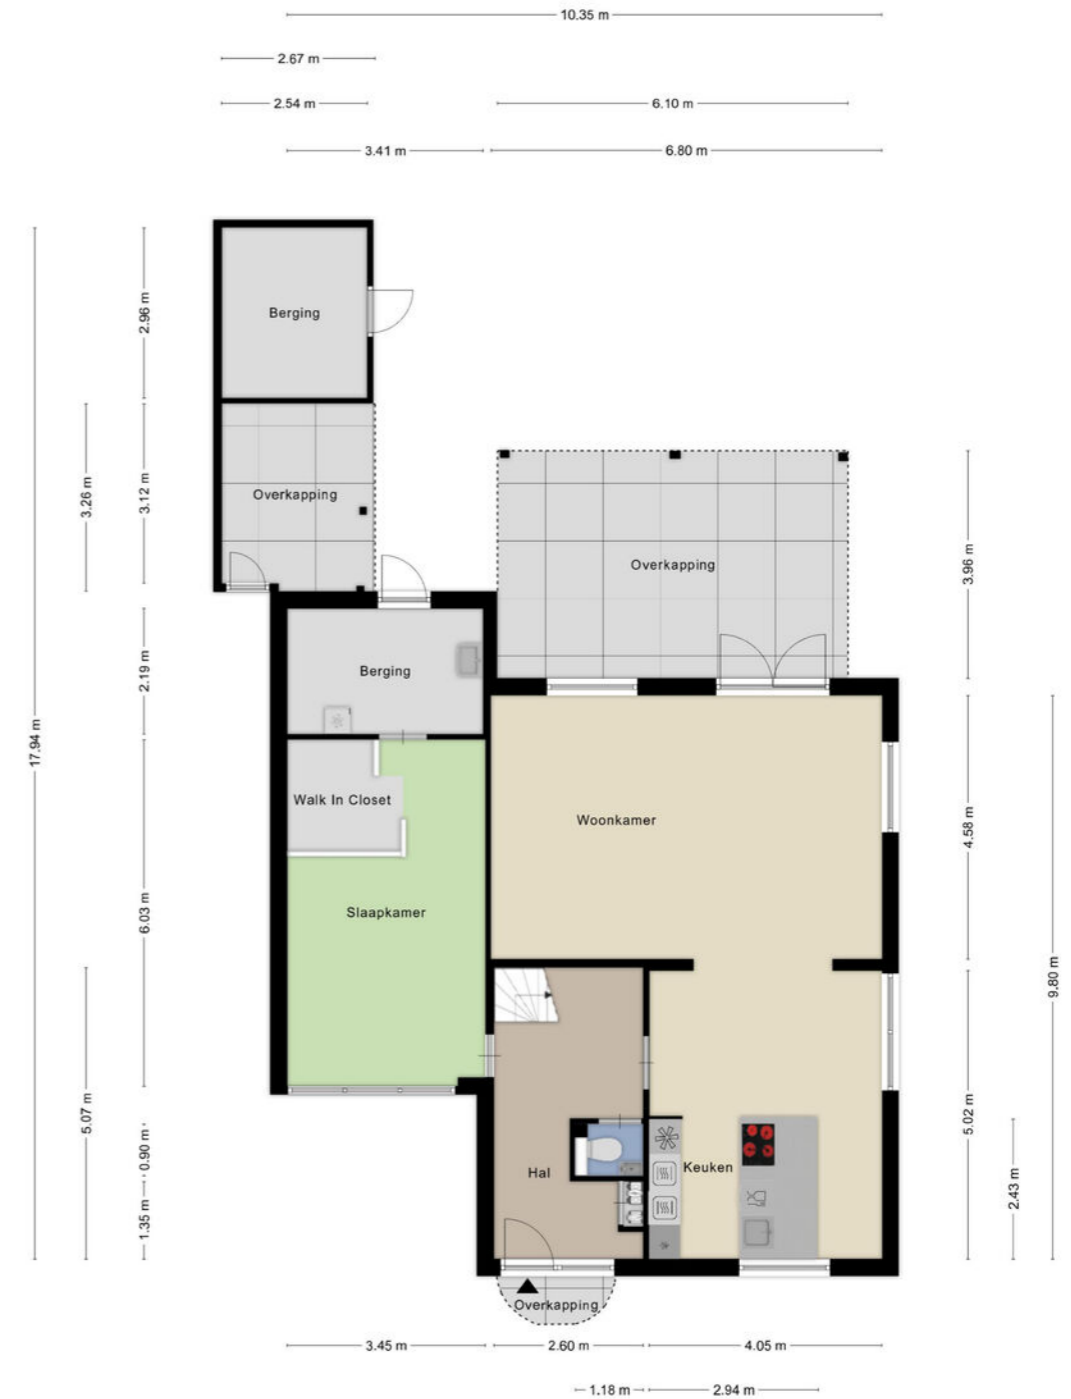 10.35 m
2.67 m
2.54 m
6.10 m
3.41 m
6.80 m
2.96 m
Berging
3.26 m
3.12 m
Overkapping
Overkapping
3.96 m
2.19 m
Berging
17.94 m
Walk In Closet
Woonkamer
4.58 m
6.03 m
Slaapkamer
9.80 m
5.07 m
5.02 m
0.90 m
Hal
Keuken
2.43 m
1.35 m
Overkapping
3.45 m
2.60 m
4.05 m
1.18 m
2.94 m